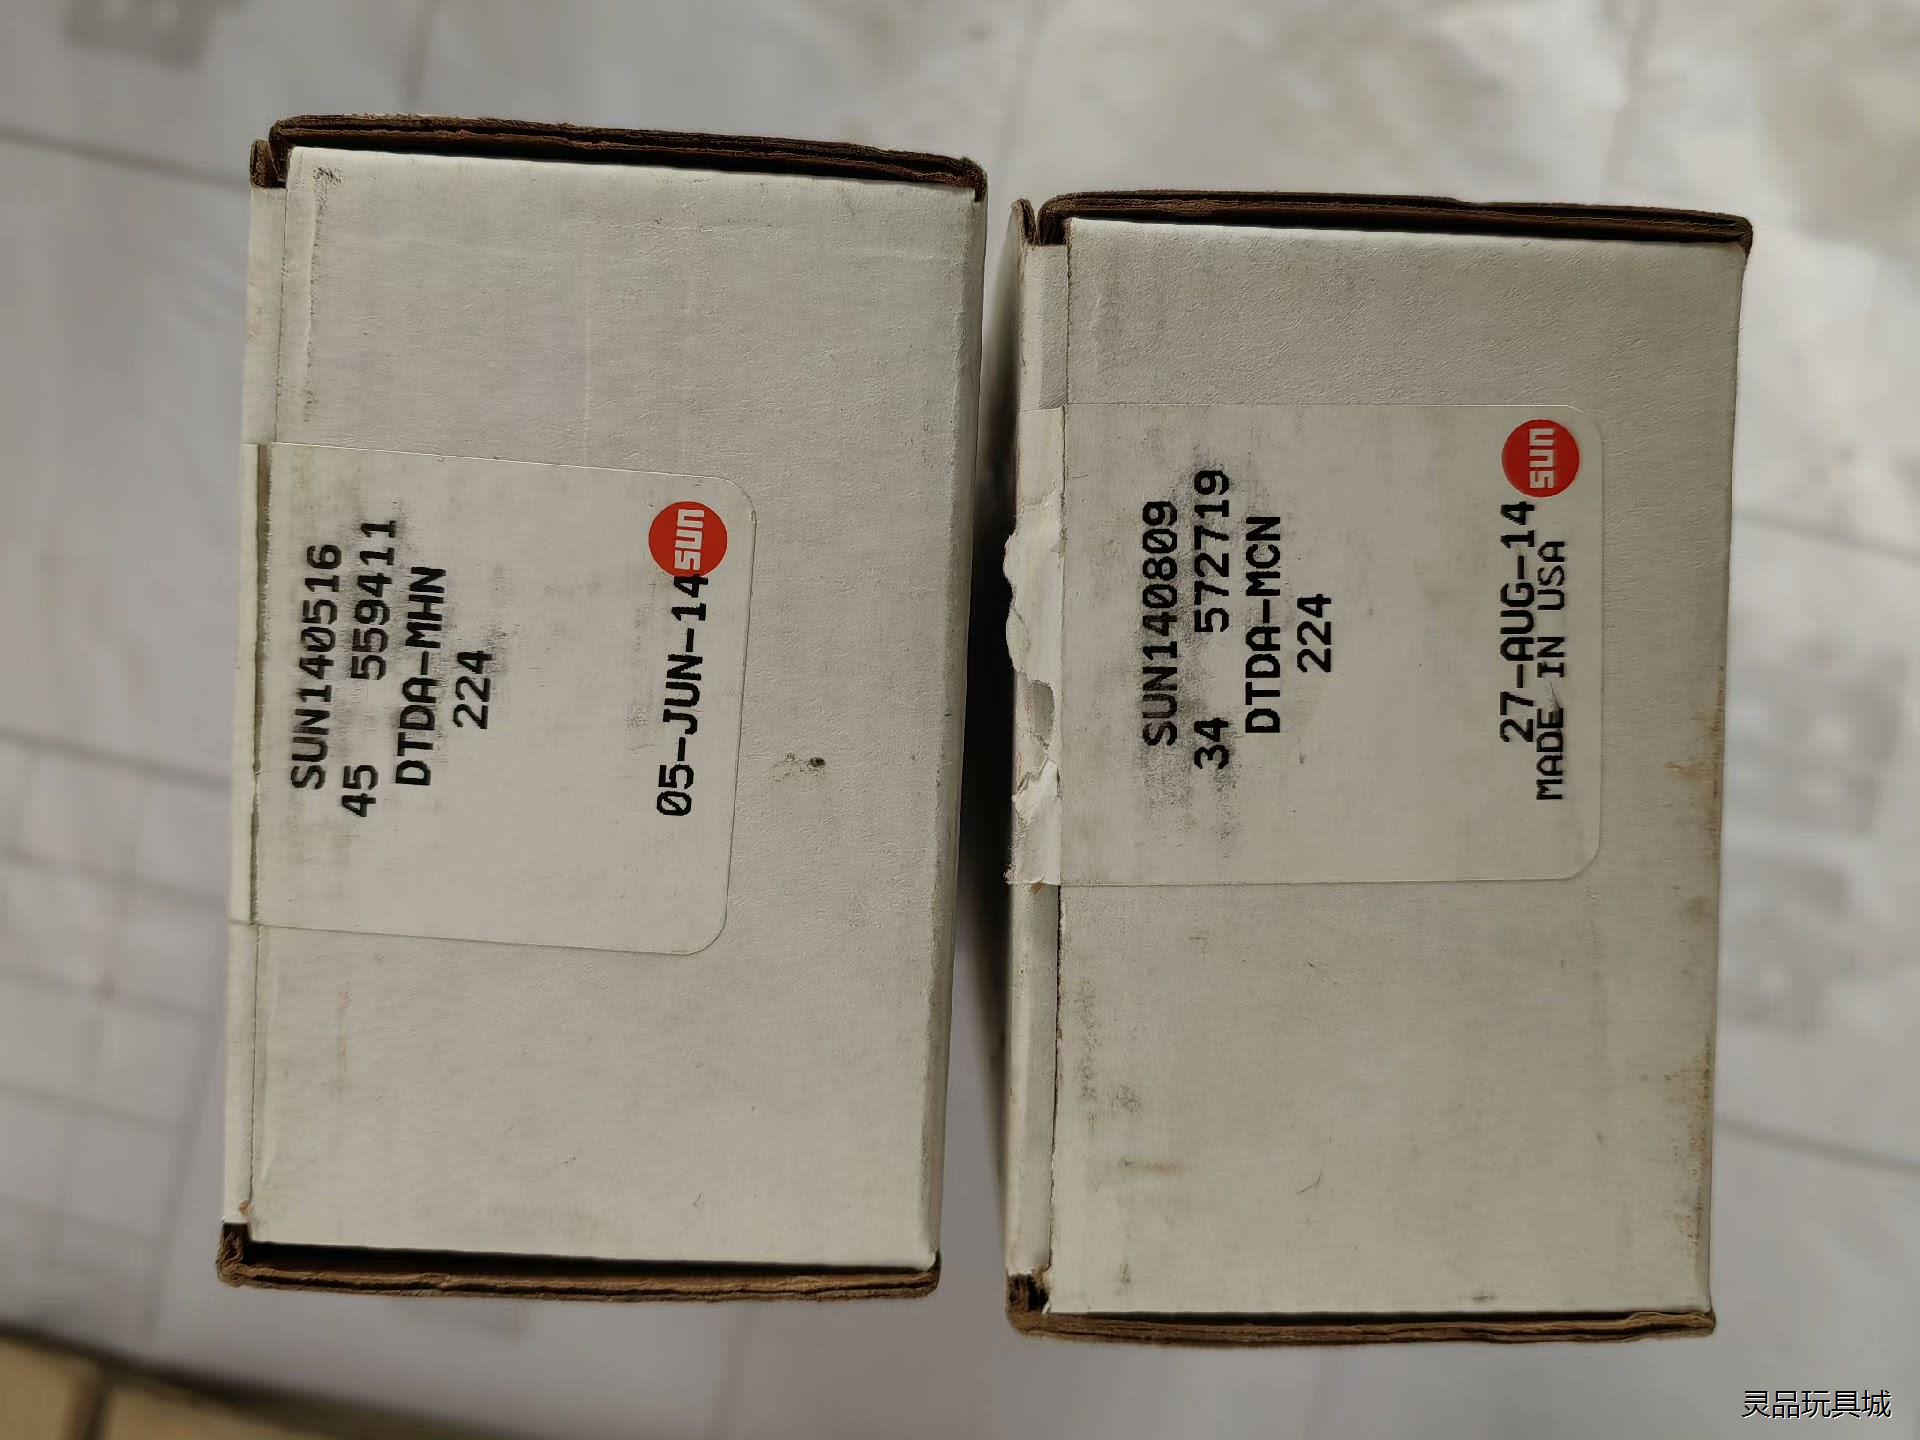 SUN140516
45 559411
DTDA-MHN
224
05-JUN-14
sun
SUN140809
34 572719
DTDA-MCN
224
27-AUG-14
MADE IN USA
sun
灵品玩具城